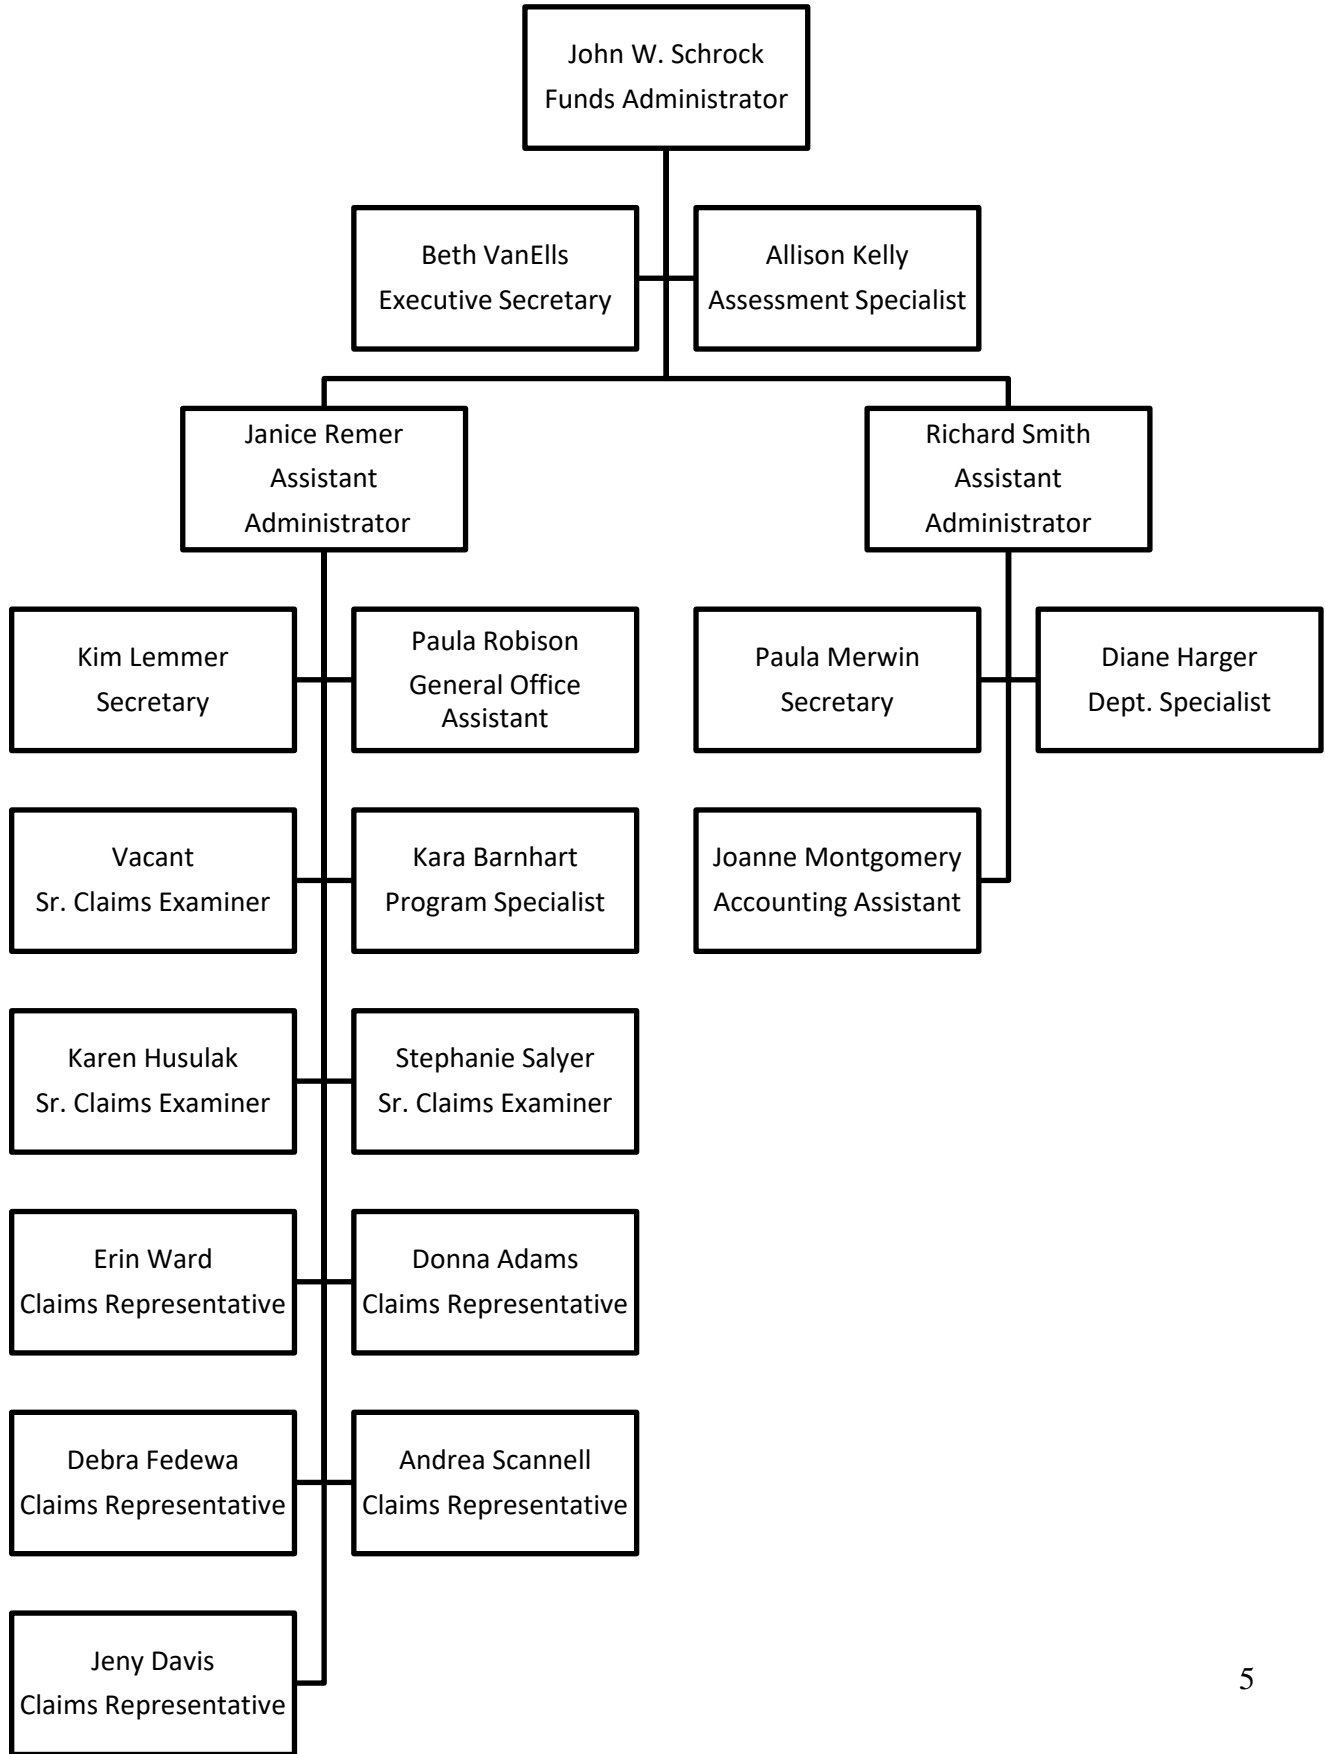 John W. Schrock
Funds Administrator
Beth VanElls
Executive Secretary
Allison Kelly
Assessment Specialist
Janice Remer
Assistant
Administrator
Richard Smith
Assistant
Administrator
Kim Lemmer
Secretary
Paula Robison
General Office
Assistant
Paula Merwin
Secretary
Diane Harger
Dept. Specialist
Vacant
Sr. Claims Examiner
Kara Barnhart
Program Specialist
Joanne Montgomery
Accounting Assistant
Karen Husulak
Sr. Claims Examiner
Stephanie Salyer
Sr. Claims Examiner
Erin Ward
Claims Representative
Donna Adams
Claims Representative
Debra Fedewa
Claims Representative
Andrea Scannell
Claims Representative
Jeny Davis
Claims Representative
5